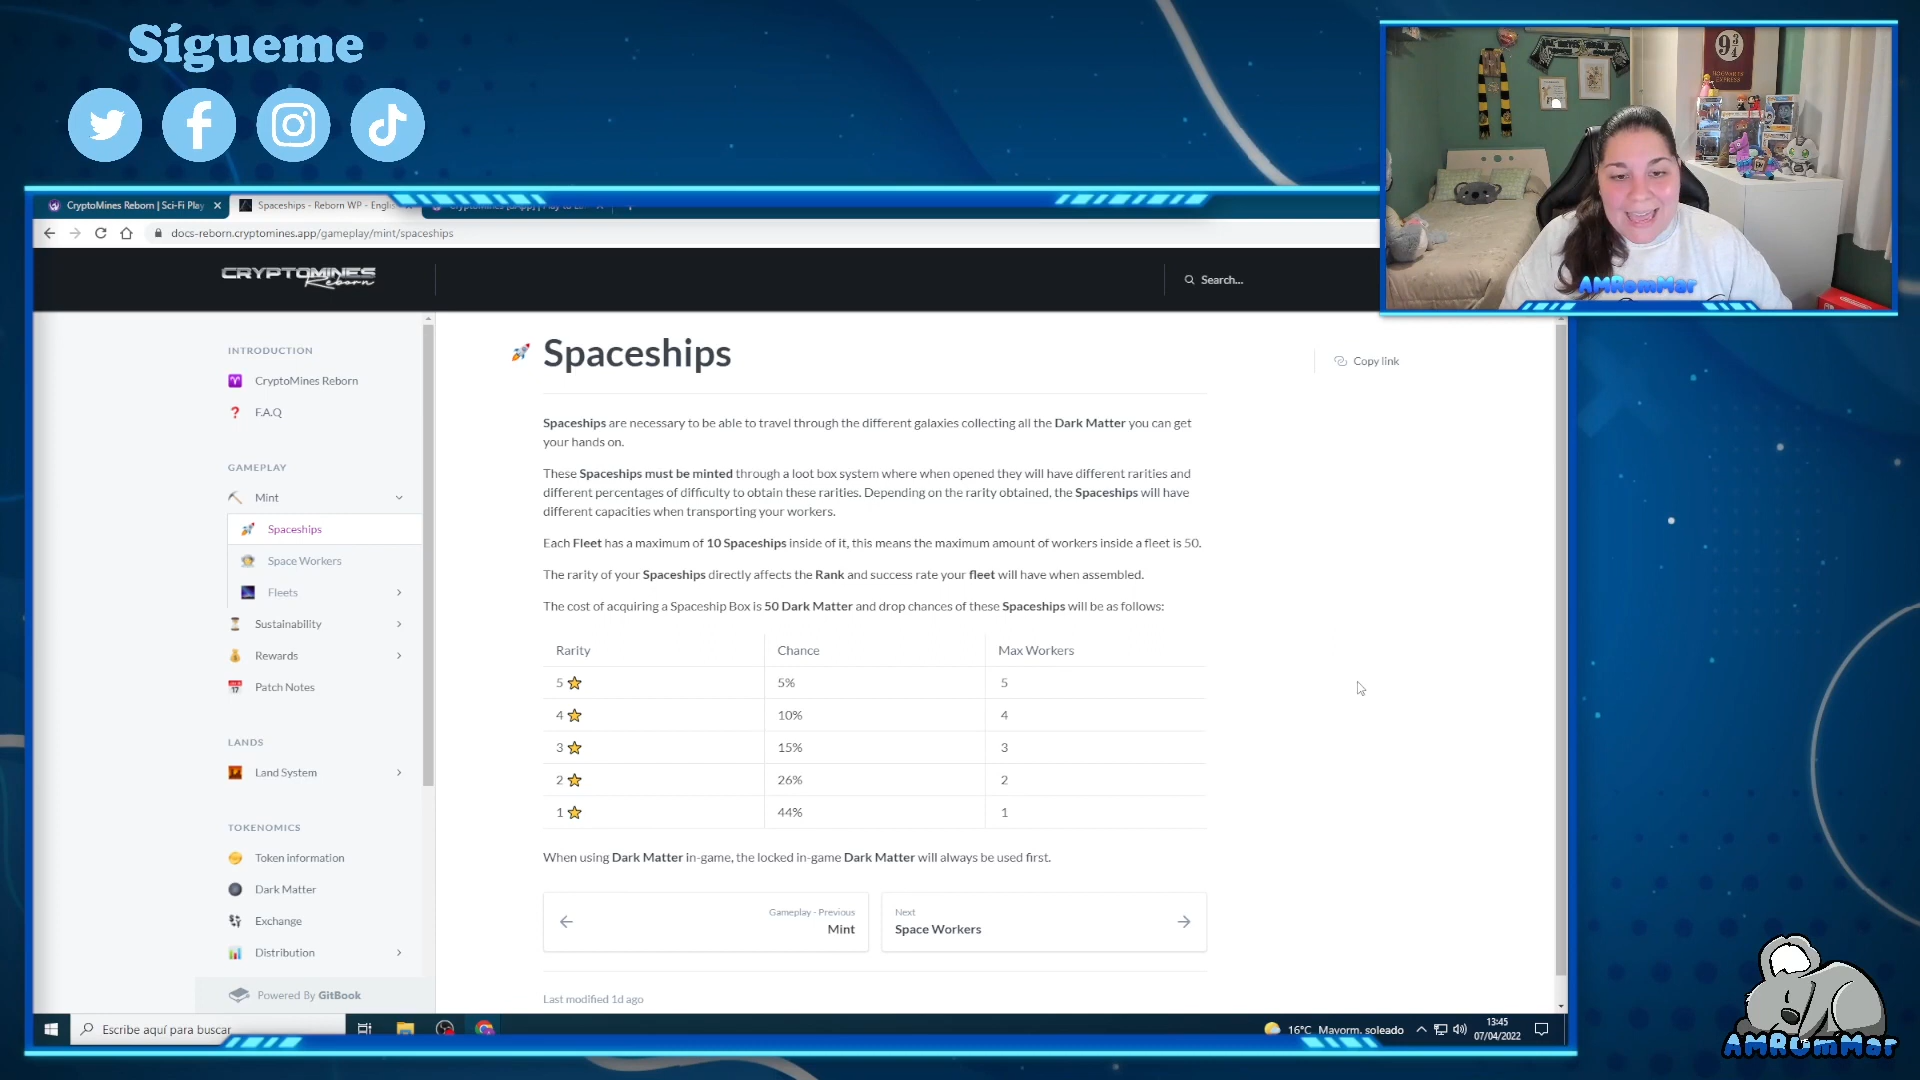 Sígueme
9¾
HOGWARTS
EXPRESS
AMRomMar
CryptoMines Reborn | Sci-Fi Play
Spaceships - Reborn WP - Englis
docs-reborn.cryptomines.app/gameplay/mint/spaceships
CRYPTOMINES
Reborn
Search...
INTRODUCTION
CryptoMines Reborn
F.A.Q
GAMEPLAY
Mint
Spaceships
Space Workers
Fleets
Sustainability
Rewards
Patch Notes
LANDS
Land System
TOKENOMICS
Token information
Dark Matter
Exchange
Distribution
Powered By GitBook
Spaceships
Copy link
Spaceships are necessary to be able to travel through the different galaxies collecting all the Dark Matter you can get
your hands on.
These Spaceships must be minted through a loot box system where when opened they will have different rarities and
different percentages of difficulty to obtain these rarities. Depending on the rarity obtained, the Spaceships will have
different capacities when transporting your workers.
Each Fleet has a maximum of 10 Spaceships inside of it, this means the maximum amount of workers inside a fleet is 50.
The rarity of your Spaceships directly affects the Rank and success rate your fleet will have when assembled.
The cost of acquiring a Spaceship Box is 50 Dark Matter and drop chances of these Spaceships will be as follows:
Rarity Chance Max Workers
5 ⭐ 5% 5
4 ⭐ 10% 4
3 ⭐ 15% 3
2 ⭐ 26% 2
1 ⭐ 44% 1
When using Dark Matter in-game, the locked in-game Dark Matter will always be used first.
Gameplay - Previous
Mint
Next
Space Workers
Last modified 1d ago
Escribe aquí para buscar
16°C Mayorm. soleado
13:45
07/04/2022
AMRomMar